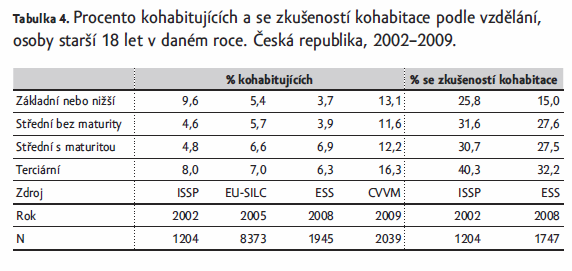 Tabulka 4. Procento kohabitujících a se zkušeností kohabitace podle vzdělání,
osoby starší 18 let v daném roce. Česká republika, 2002–2009.
% kohabitujících % se zkušeností kohabitace
Základní nebo nižší 9,6 5,4 3,7 13,1 25,8 15,0
Střední bez maturity 4,6 5,7 3,9 11,6 31,6 27,6
Střední s maturitou 4,8 6,6 6,9 12,2 30,7 27,5
Terciární 8,0 7,0 6,3 16,3 40,3 32,2
Zdroj ISSP EU-SILC ESS CVVM ISSP ESS
Rok 2002 2005 2008 2009 2002 2008
N 1204 8373 1945 2039 1204 1747